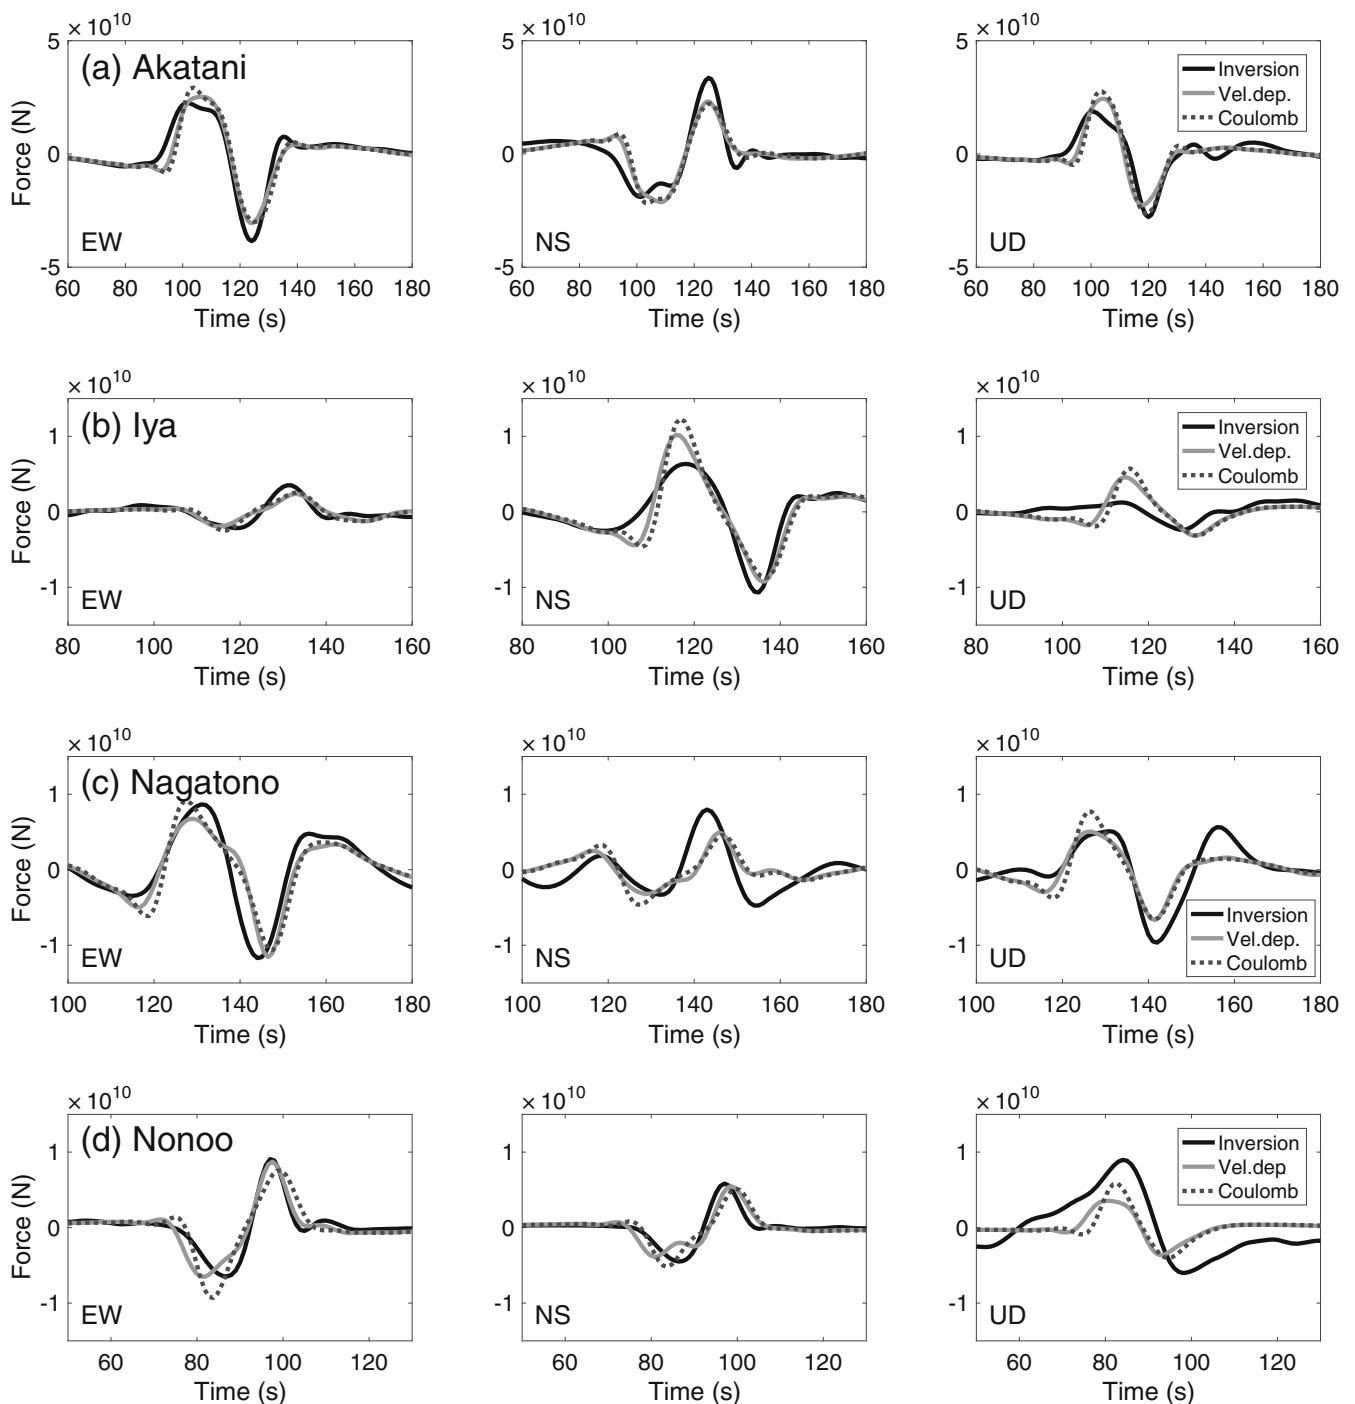 × 10^10
× 10^10
× 10^10
(a) Akatani
5
0
-5
Force (N)
EW
60 80 100 120 140 160 180
Time (s)
5
0
-5
NS
60 80 100 120 140 160 180
Time (s)
5
0
-5
UD
Inversion
Vel.dep.
Coulomb
60 80 100 120 140 160 180
Time (s)
× 10^10
× 10^10
× 10^10
(b) Iya
1
0
-1
Force (N)
EW
80 100 120 140 160
Time (s)
1
0
-1
NS
80 100 120 140 160
Time (s)
1
0
-1
UD
Inversion
Vel.dep.
Coulomb
80 100 120 140 160
Time (s)
× 10^10
× 10^10
× 10^10
(c) Nagatono
1
0
-1
Force (N)
EW
100 120 140 160 180
Time (s)
1
0
-1
NS
100 120 140 160 180
Time (s)
1
0
-1
UD
Inversion
Vel.dep.
Coulomb
100 120 140 160 180
Time (s)
× 10^10
× 10^10
× 10^10
(d) Nonoo
1
0
-1
Force (N)
EW
60 80 100 120
Time (s)
1
0
-1
NS
60 80 100 120
Time (s)
1
0
-1
UD
Inversion
Vel.dep
Coulomb
60 80 100 120
Time (s)